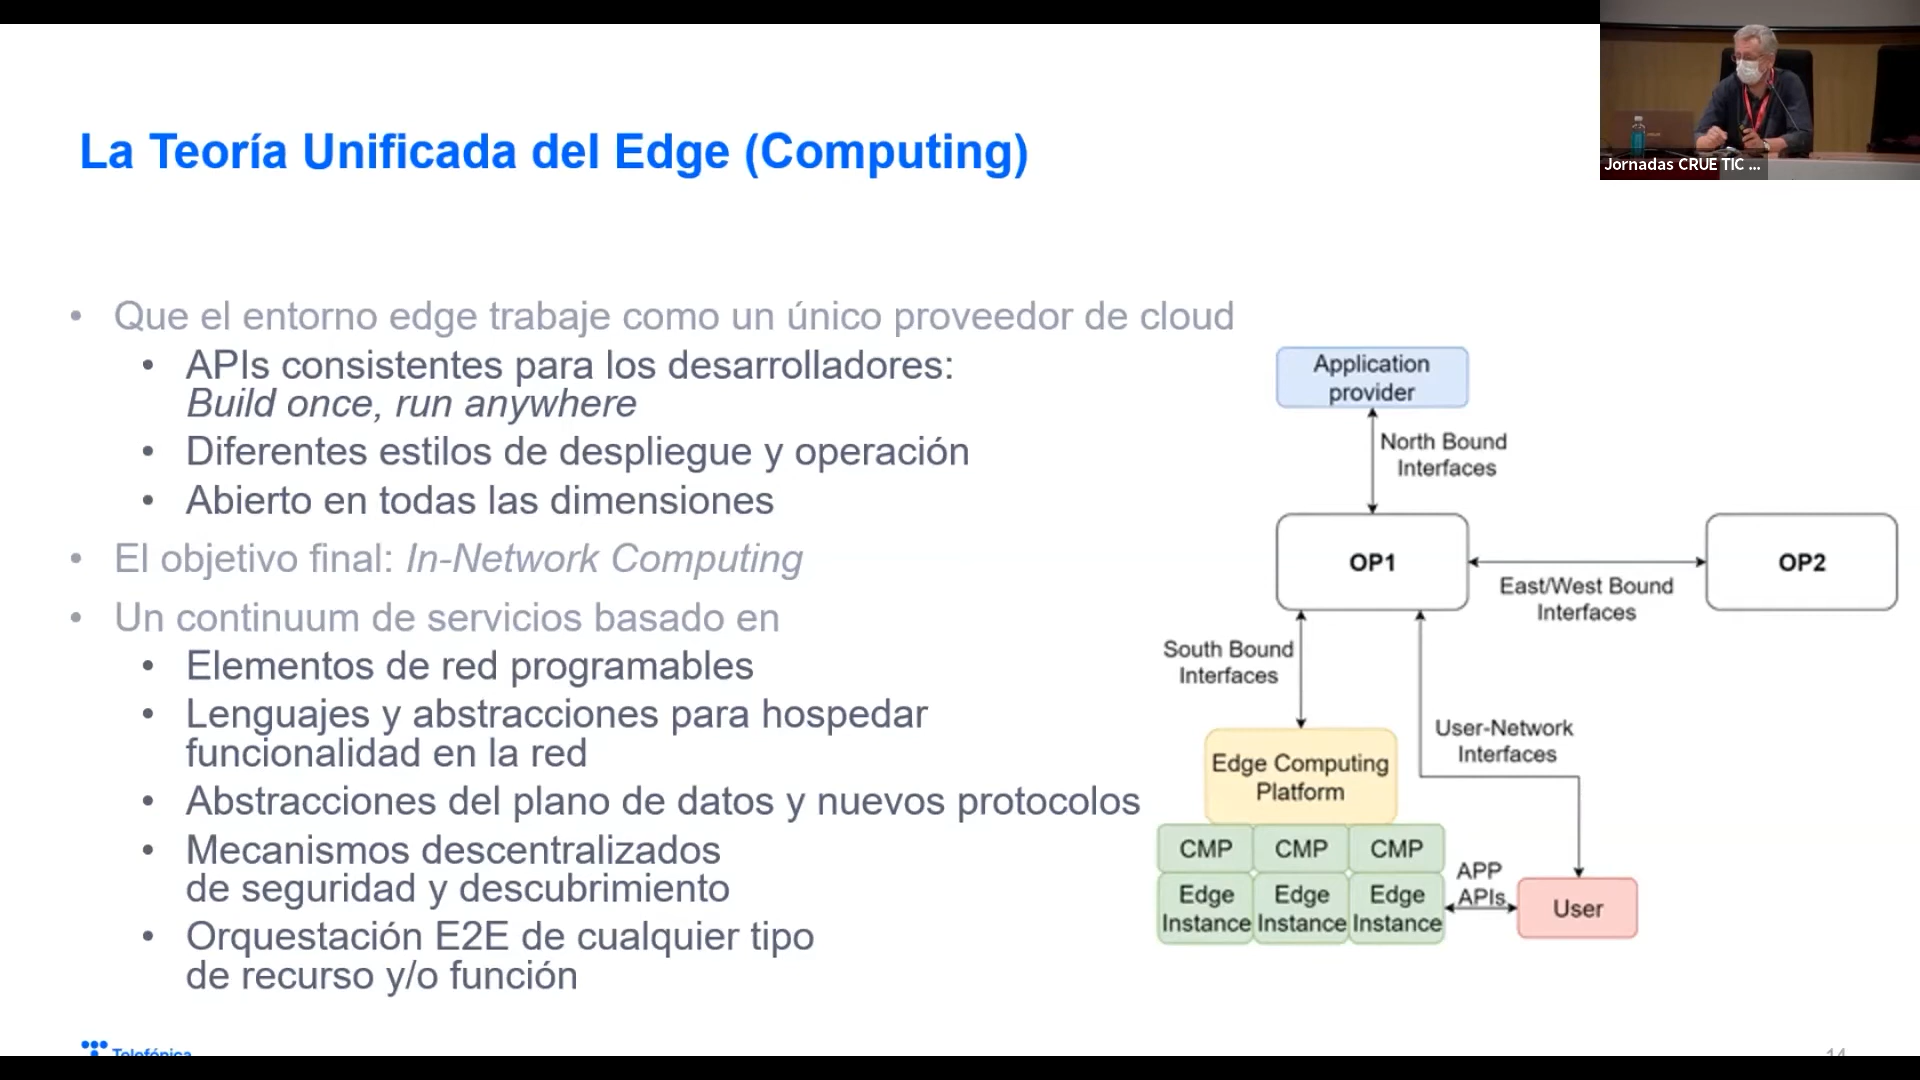 Jornadas CRUE TIC ...
La Teoría Unificada del Edge (Computing)
• Que el entorno edge trabaje como un único proveedor de cloud
• APIs consistentes para los desarrolladores:
Build once, run anywhere
• Diferentes estilos de despliegue y operación
• Abierto en todas las dimensiones
• El objetivo final: In-Network Computing
• Un continuum de servicios basado en
• Elementos de red programables
• Lenguajes y abstracciones para hospedar
funcionalidad en la red
• Abstracciones del plano de datos y nuevos protocolos
• Mecanismos descentralizados
de seguridad y descubrimiento
• Orquestación E2E de cualquier tipo
de recurso y/o función
Application
provider
North Bound
Interfaces
OP1
OP2
East/West Bound
Interfaces
South Bound
Interfaces
User-Network
Interfaces
Edge Computing
Platform
CMP CMP CMP
Edge
Instance
Edge
Instance
Edge
Instance
APP
APIs
User
Telefónica
14